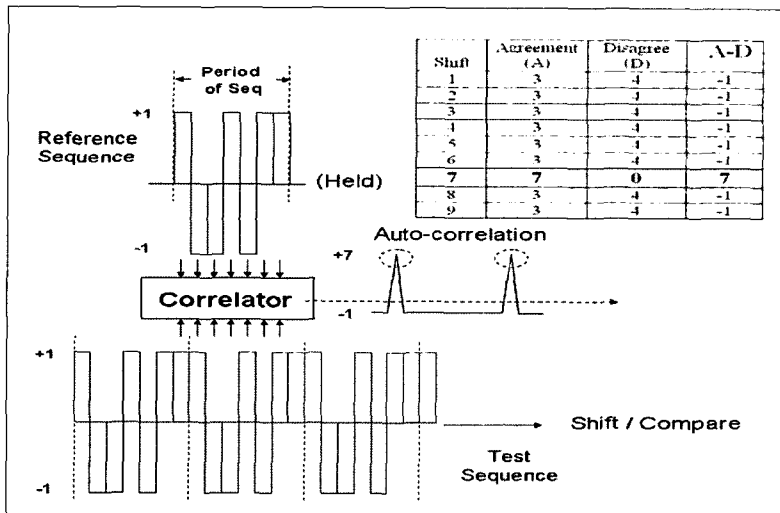 Period
of Seq
+1
Reference
Sequence
(Held)
-1
Shift Agreement (A) Disagree (D) A-D
1 3 4 -1
2 3 4 -1
3 3 4 -1
4 3 4 -1
5 3 4 -1
6 3 4 -1
7 7 0 7
8 3 4 -1
9 3 4 -1
Auto-correlation
+7
-1
Correlator
+1
Shift / Compare
Test
Sequence
-1